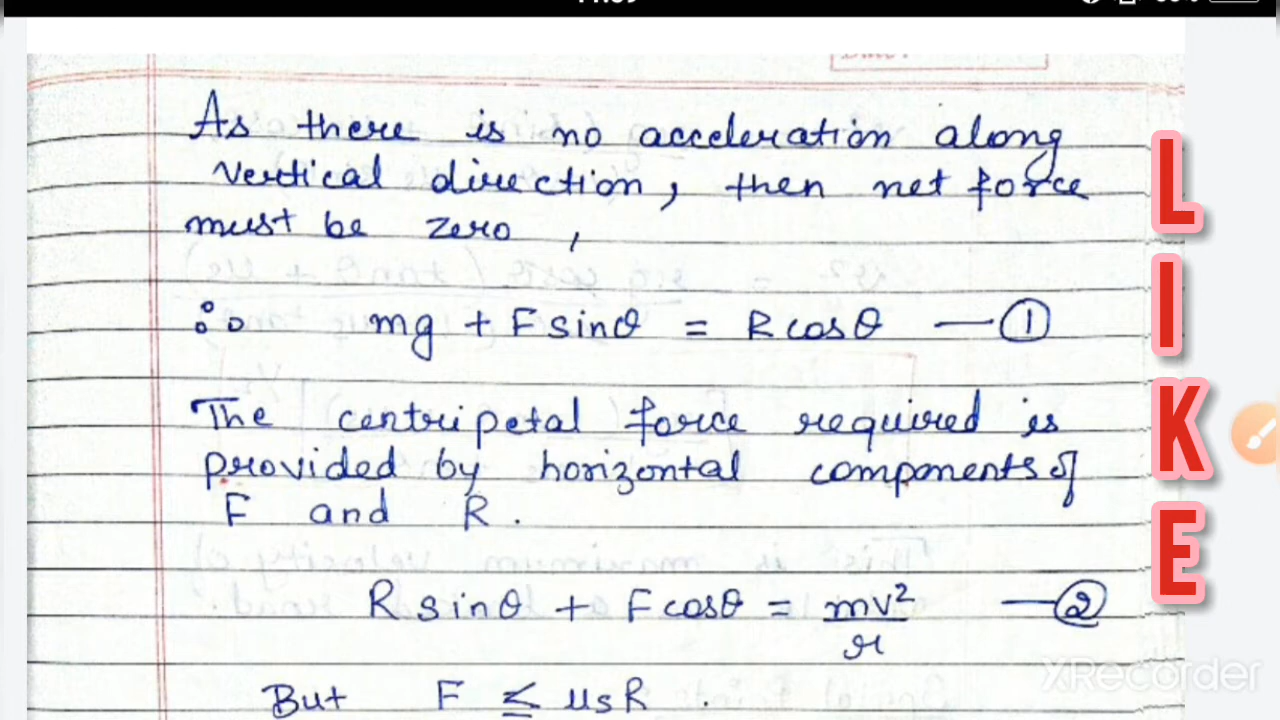 As there is no acceleration along
vertical direction, then net force
must be zero,
∴ mg + F sinθ = R cosθ —①
The centripetal force required is
provided by horizontal components of
F and R.
R sinθ + F cosθ = mv²/r —②
But F ≤ μsR .
LIKE
XRecorder